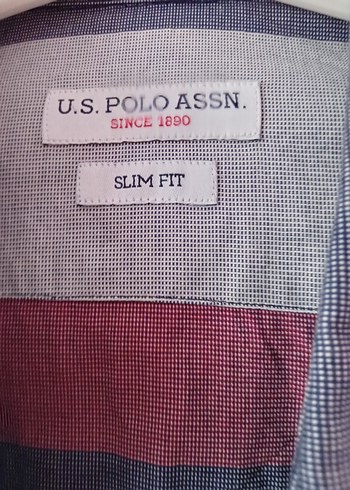 U.S. POLO ASSN.
SINCE 1890
SLIM FIT